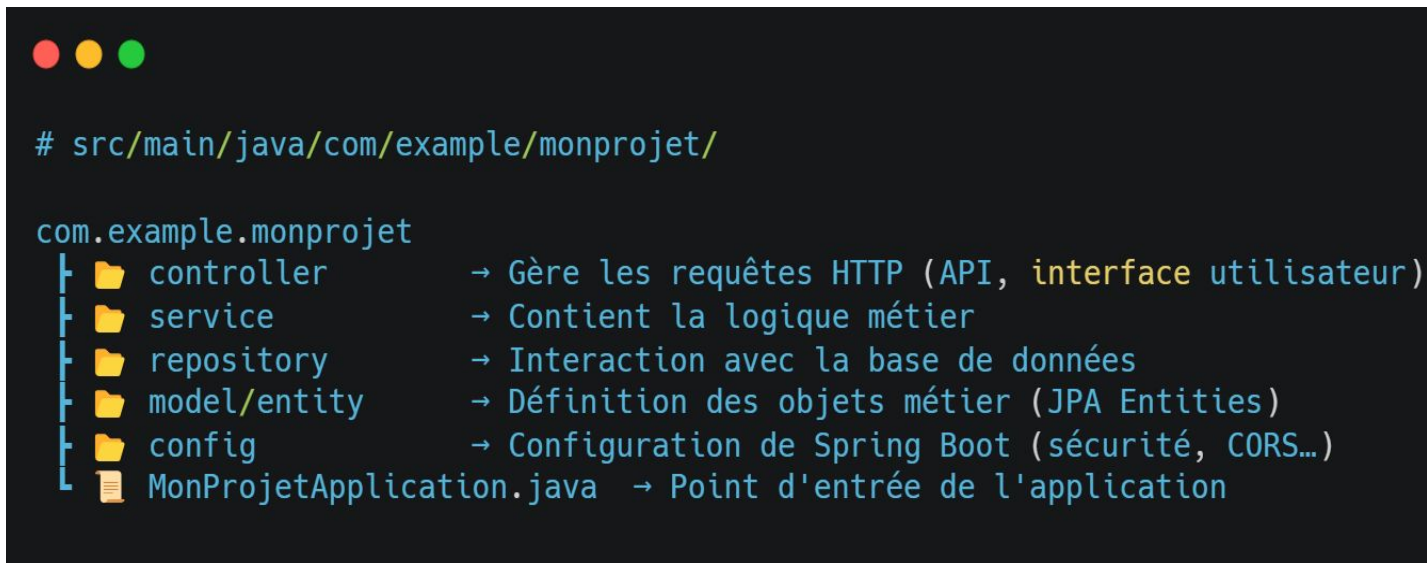 # src/main/java/com/example/monprojet/
com.example.monprojet
┣ 📂 controller → Gère les requêtes HTTP (API, interface utilisateur)
┣ 📂 service → Contient la logique métier
┣ 📂 repository → Interaction avec la base de données
┣ 📂 model/entity → Définition des objets métier (JPA Entities)
┣ 📂 config → Configuration de Spring Boot (sécurité, CORS…)
┗ 📜 MonProjetApplication.java → Point d'entrée de l'application